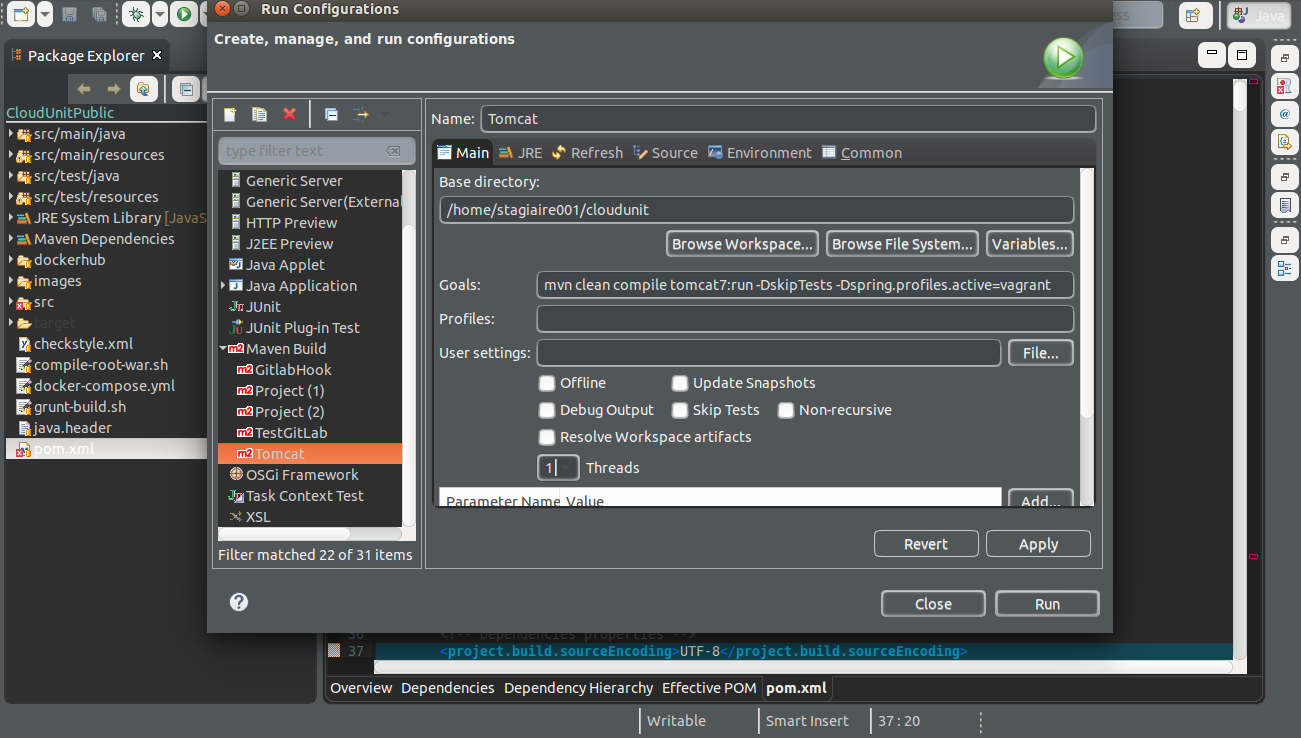 Run Configurations
Create, manage, and run configurations
Java
Package Explorer
CloudUnitPublic
src/main/java
src/main/resources
src/test/java
src/test/resources
JRE System Library [JavaS
Maven Dependencies
dockerhub
images
src
target
checkstyle.xml
compile-root-war.sh
docker-compose.yml
grunt-build.sh
java.header
pom.xml
type filter text
Generic Server
Generic Server(External
HTTP Preview
J2EE Preview
Java Applet
Java Application
JUnit
JUnit Plug-in Test
Maven Build
GitlabHook
Project (1)
Project (2)
TestGitLab
Tomcat
OSGi Framework
Task Context Test
XSL
Filter matched 22 of 31 items
Name: Tomcat
Main JRE Refresh Source Environment Common
Base directory:
/home/stagiaire001/cloudunit
Browse Workspace... Browse File System... Variables...
Goals: mvn clean compile tomcat7:run -DskipTests -Dspring.profiles.active=vagrant
Profiles:
User settings: File...
Offline Update Snapshots
Debug Output Skip Tests Non-recursive
Resolve Workspace artifacts
1 Threads
Parameter Name Value Add...
Revert Apply
Close Run
36 <!-- Dependencies properties -->
37 <project.build.sourceEncoding>UTF-8</project.build.sourceEncoding>
Overview Dependencies Dependency Hierarchy Effective POM pom.xml
Writable Smart Insert 37 : 20